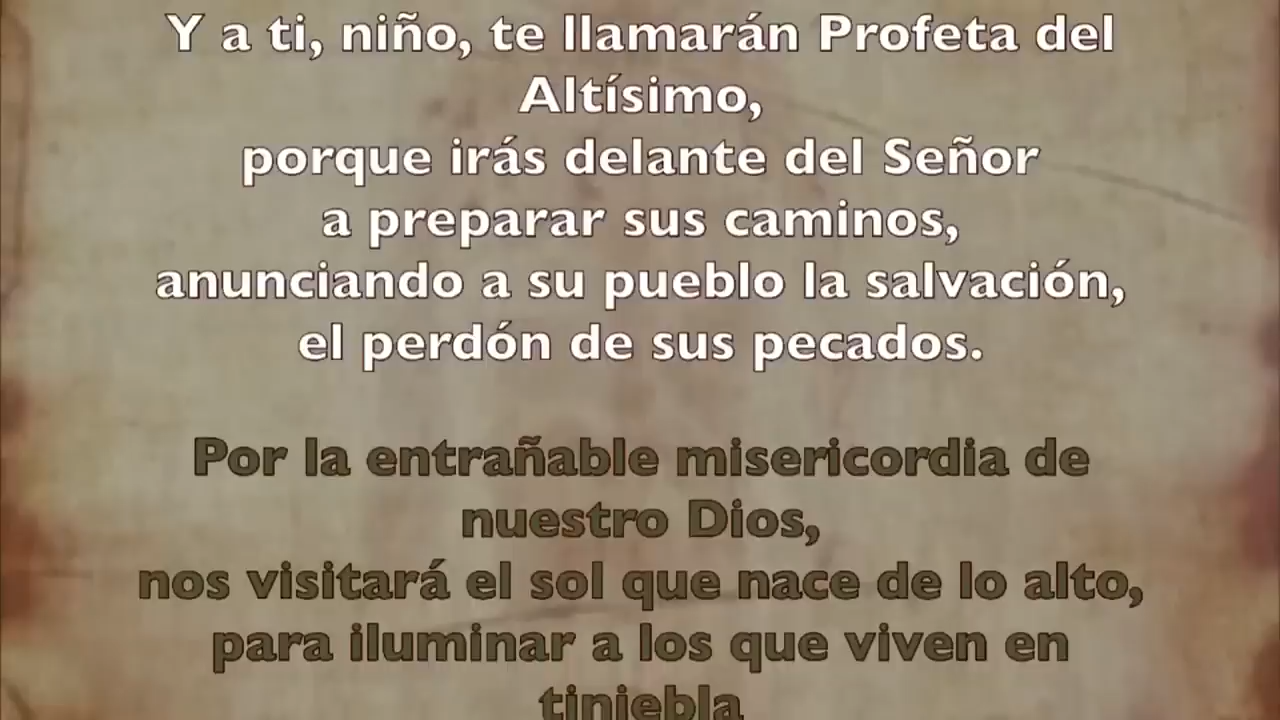 Y a ti, niño, te llamarán Profeta del
Altísimo,
porque irás delante del Señor
a preparar sus caminos,
anunciando a su pueblo la salvación,
el perdón de sus pecados.
Por la entrañable misericordia de
nuestro Dios,
nos visitará el sol que nace de lo alto,
para iluminar a los que viven en
tiniebla